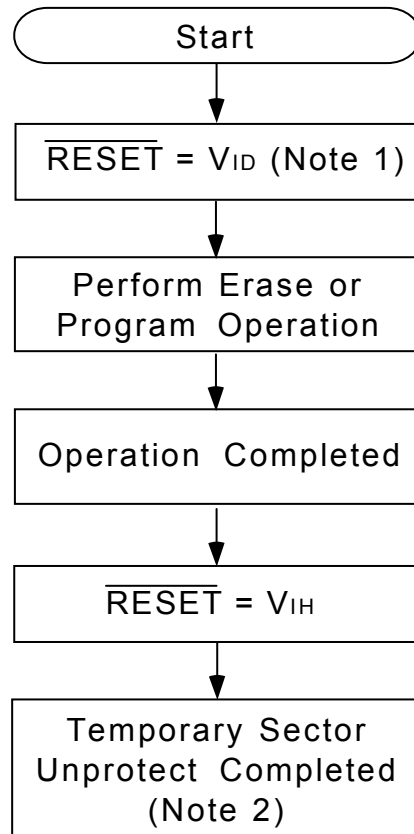 Start
RESET = VID (Note 1)
Perform Erase or
Program Operation
Operation Completed
RESET = VIH
Temporary Sector
Unprotect Completed
(Note 2)